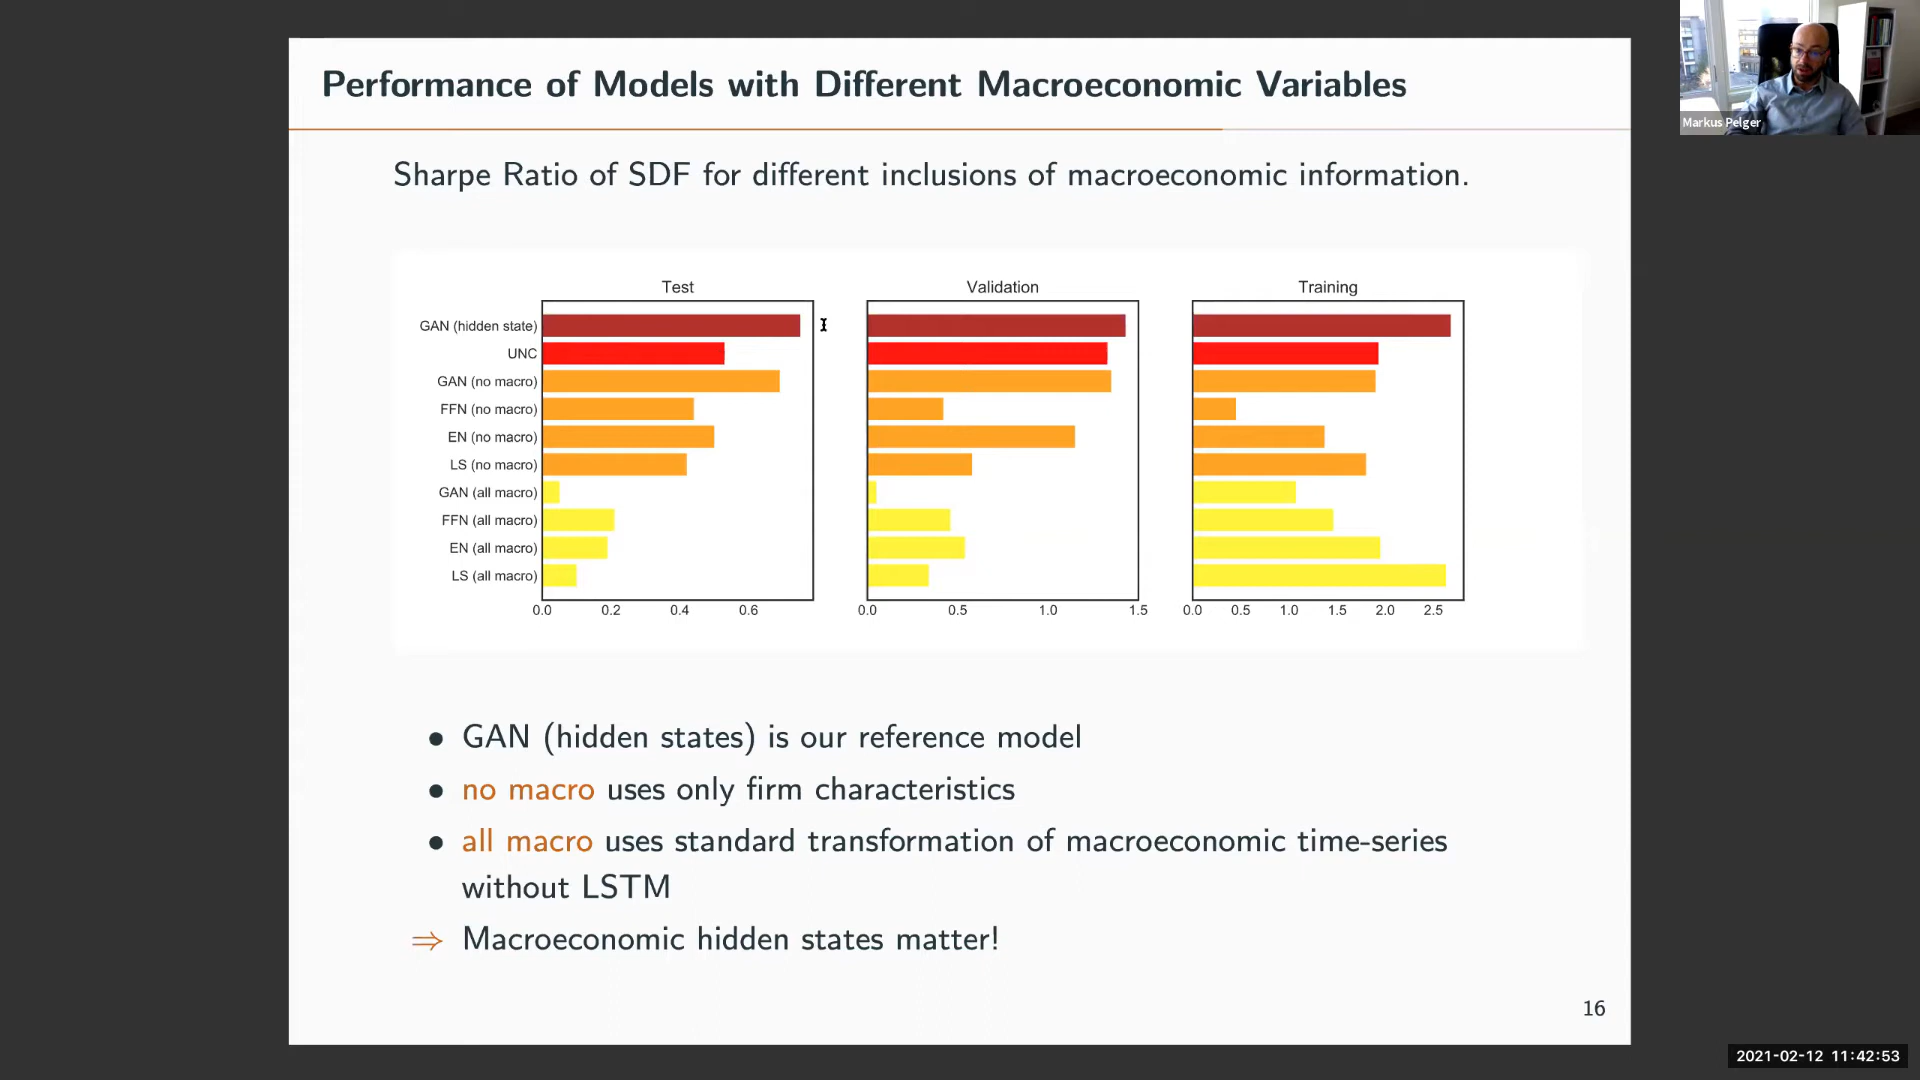 Performance of Models with Different Macroeconomic Variables
Markus Pelger
Sharpe Ratio of SDF for different inclusions of macroeconomic information.
Test
Validation
Training
GAN (hidden state)
UNC
GAN (no macro)
FFN (no macro)
EN (no macro)
LS (no macro)
GAN (all macro)
FFN (all macro)
EN (all macro)
LS (all macro)
0.0 0.2 0.4 0.6
0.0 0.5 1.0 1.5
0.0 0.5 1.0 1.5 2.0 2.5
• GAN (hidden states) is our reference model
• no macro uses only firm characteristics
• all macro uses standard transformation of macroeconomic time-series
without LSTM
⇒ Macroeconomic hidden states matter!
16
2021-02-12 11:42:53